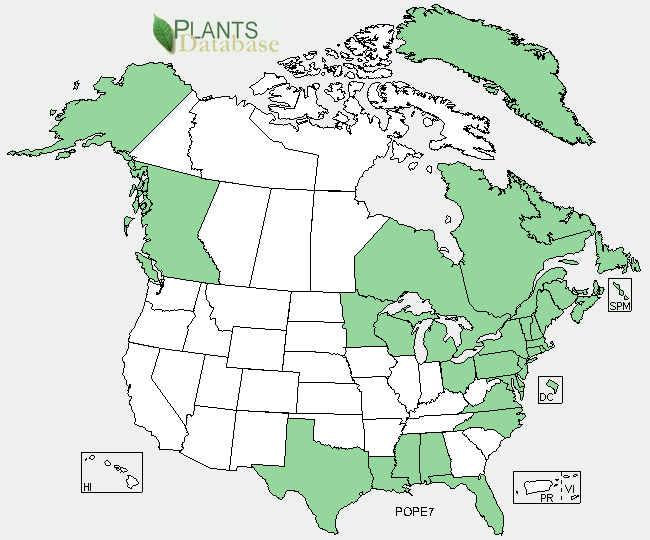 PLANTS
Database
SPM
DC
HI
PR
VI
POPE7